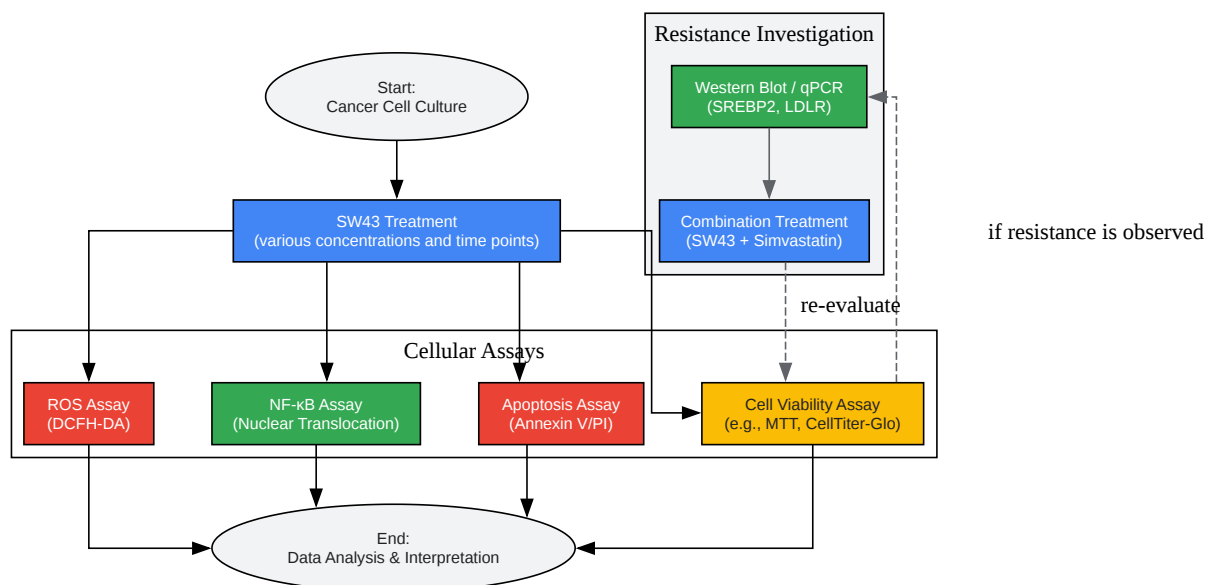 Resistance Investigation
Start:
Cancer Cell Culture
Western Blot / qPCR
(SREBP2, LDLR)
SW43 Treatment
(various concentrations and time points)
Combination Treatment
(SW43 + Simvastatin)
if resistance is observed
re-evaluate
Cellular Assays
ROS Assay
(DCFH-DA)
NF-κB Assay
(Nuclear Translocation)
Apoptosis Assay
(Annexin V/PI)
Cell Viability Assay
(e.g., MTT, CellTiter-Glo)
End:
Data Analysis & Interpretation